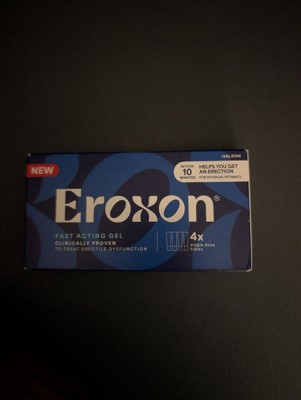 HALEON
NEW
WITHIN
10
MINUTES
HELPS YOU GET
AN ERECTION
FOR PHYSICAL INTIMACY
Eroxon®
FAST ACTING GEL
CLINICALLY PROVEN
TO TREAT ERECTILE DYSFUNCTION
4x
single-dose
tubes